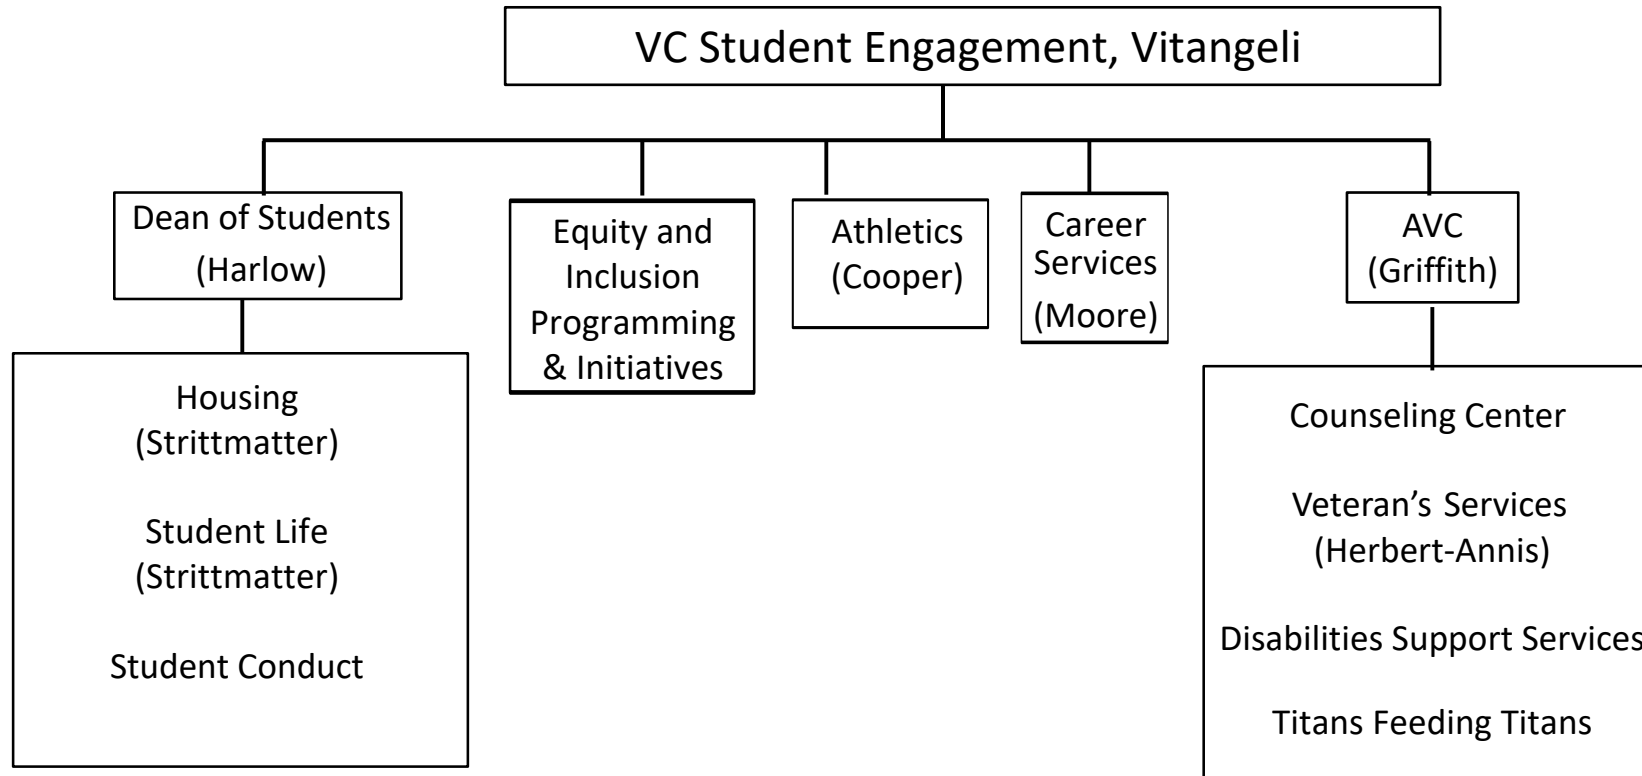 VC Student Engagement, Vitangeli
Dean of Students
(Harlow)
Equity and
Inclusion
Programming
& Initiatives
Athletics
(Cooper)
Career
Services
(Moore)
AVC
(Griffith)
Housing
(Strittmatter)
Student Life
(Strittmatter)
Student Conduct
Counseling Center
Veteran’s Services
(Herbert-Annis)
Disabilities Support Services
Titans Feeding Titans